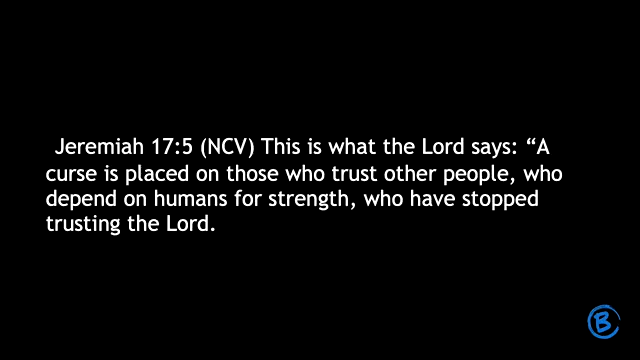 Jeremiah 17:5 (NCV) This is what the Lord says: “A
curse is placed on those who trust other people, who
depend on humans for strength, who have stopped
trusting the Lord.
B